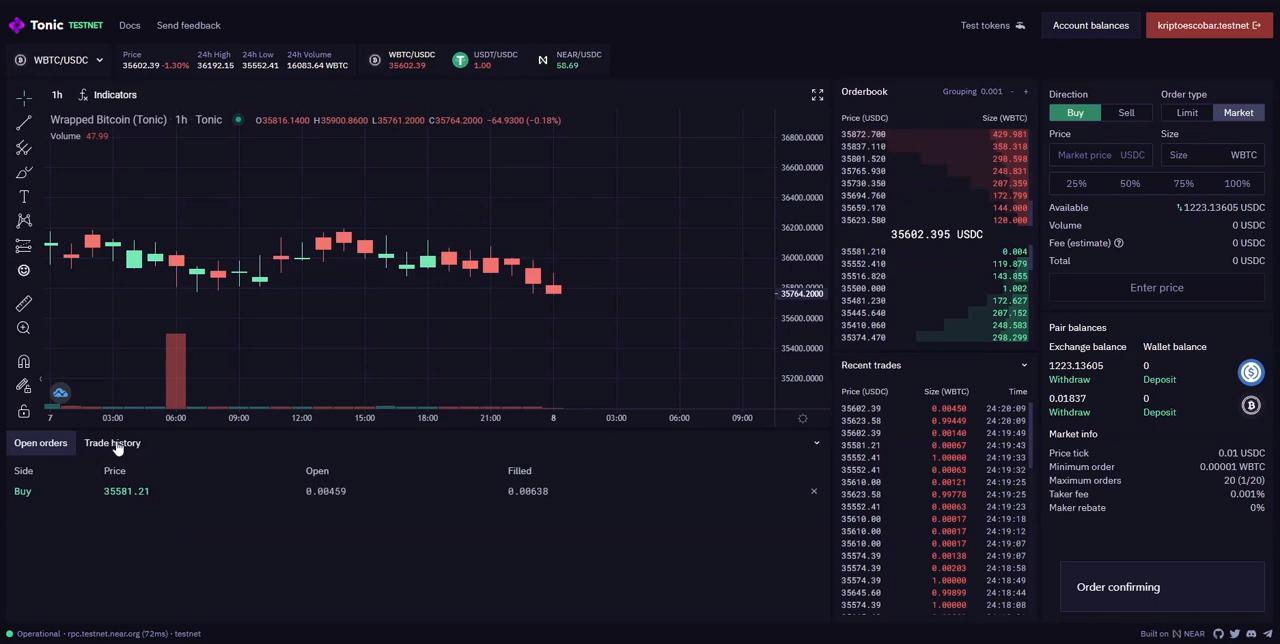 Tonic TESTNET Docs Send feedback Test tokens Account balances kriptoescobar.testnet
WBTC/USDC
Price 24h High 24h Low 24h Volume
35602.39 -1.30% 36192.15 35552.41 16083.64 WBTC
WBTC/USDC
35602.39
USDT/USDC
1.00
NEAR/USDC
58.69
1h Indicators
Wrapped Bitcoin (Tonic) · 1h · Tonic O35816.1400 H35900.8600 L35761.2000 C35764.2000 -64.9300 (-0.18%)
Volume 47.99
36800.0000
36600.0000
36400.0000
36200.0000
36000.0000
35764.2000
35600.0000
35400.0000
35200.0000
7 03:00 06:00 09:00 12:00 15:00 18:00 21:00 8 03:00 06:00 09:00
Open orders Trade history
Side Price Open Filled
Buy 35581.21 0.00459 0.00638 ×
Orderbook Grouping 0.001 - +
Price (USDC) Size (WBTC)
35872.700 429.981
35837.110 358.318
35801.520 298.598
35765.930 248.831
35730.350 207.359
35694.760 172.799
35659.170 144.000
35623.580 120.000
35602.395 USDC
35581.210 0.004
35552.410 119.879
35516.820 143.855
35500.000 1.002
35481.230 172.627
35445.640 207.152
35410.060 248.583
35374.470 298.299
Recent trades
Price (USDC) Size (WBTC) Time
35602.39 0.00450 24:20:09
35623.58 0.99449 24:20:09
35602.39 0.00140 24:19:49
35581.21 0.00067 24:19:43
35552.41 1.00000 24:19:33
35552.41 0.00063 24:19:32
35610.00 0.00121 24:19:25
35623.58 0.99778 24:19:25
35552.41 0.00063 24:19:23
35610.00 0.00017 24:19:18
35610.00 0.00017 24:19:12
35610.00 0.00017 24:19:07
35574.39 0.00138 24:19:07
35574.39 0.00203 24:18:58
35574.39 1.00000 24:18:49
35645.60 0.99899 24:18:44
35574.39 1.00000 24:18:08
Direction Order type
Buy Sell Limit Market
Price Size
Market price USDC Size WBTC
25% 50% 75% 100%
Available 1223.13605 USDC
Volume 0 USDC
Fee (estimate) 0 USDC
Total 0 USDC
Enter price
Pair balances
Exchange balance Wallet balance
1223.13605 0
Withdraw Deposit
0.01837 0
Withdraw Deposit
Market info
Price tick 0.01 USDC
Minimum order 0.00001 WBTC
Maximum orders 20 (1/20)
Taker fee 0.001%
Maker rebate 0%
Order confirming
Operational · rpc.testnet.near.org (72ms) · testnet
Built on NEAR